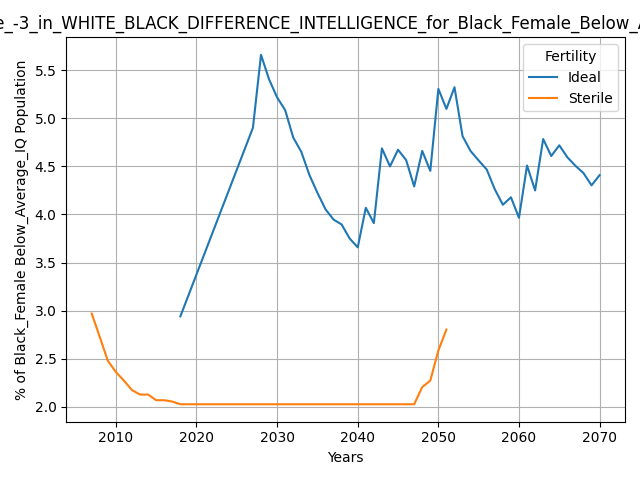 e_-3_in_WHITE_BLACK_DIFFERENCE_INTELLIGENCE_for_Black_Female_Below_A
Fertility
Ideal
Sterile
% of Black_Female Below_Average_IQ Population
5.5
5.0
4.5
4.0
3.5
3.0
2.5
2.0
2010 2020 2030 2040 2050 2060 2070
Years